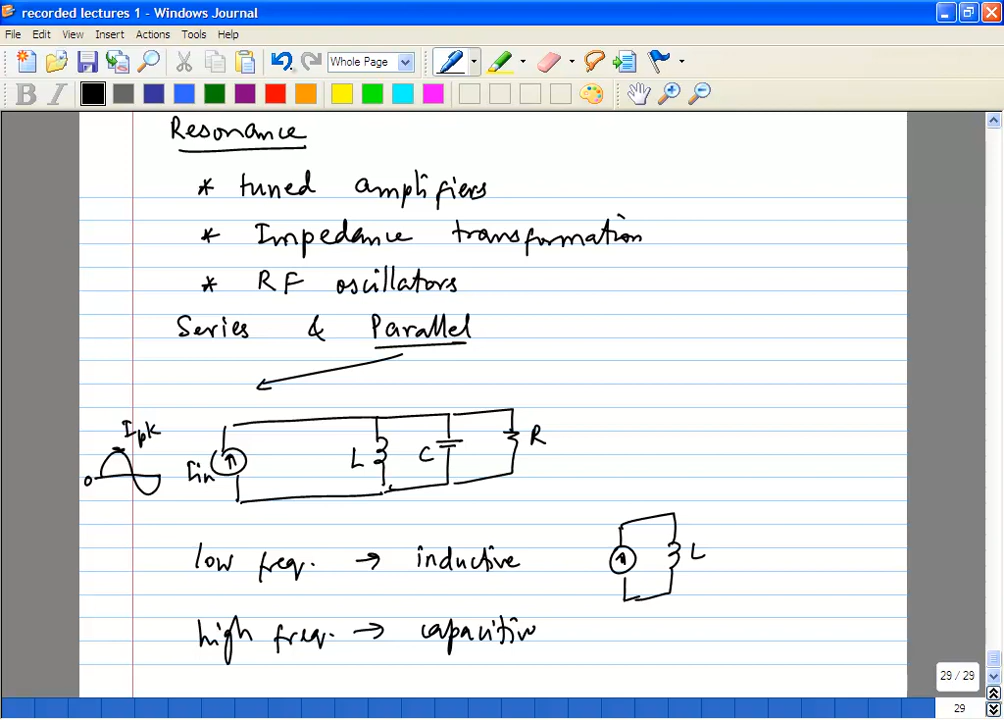 recorded lectures 1 - Windows Journal
File Edit View Insert Actions Tools Help
Whole Page
B I
Resonance
* tuned amplifiers
* Impedance transformation
* RF oscillators
Series & Parallel
Ipk
0
Iin
L
C
R
low freq. → inductive
L
high freq. → capacitiv
29 / 29
29